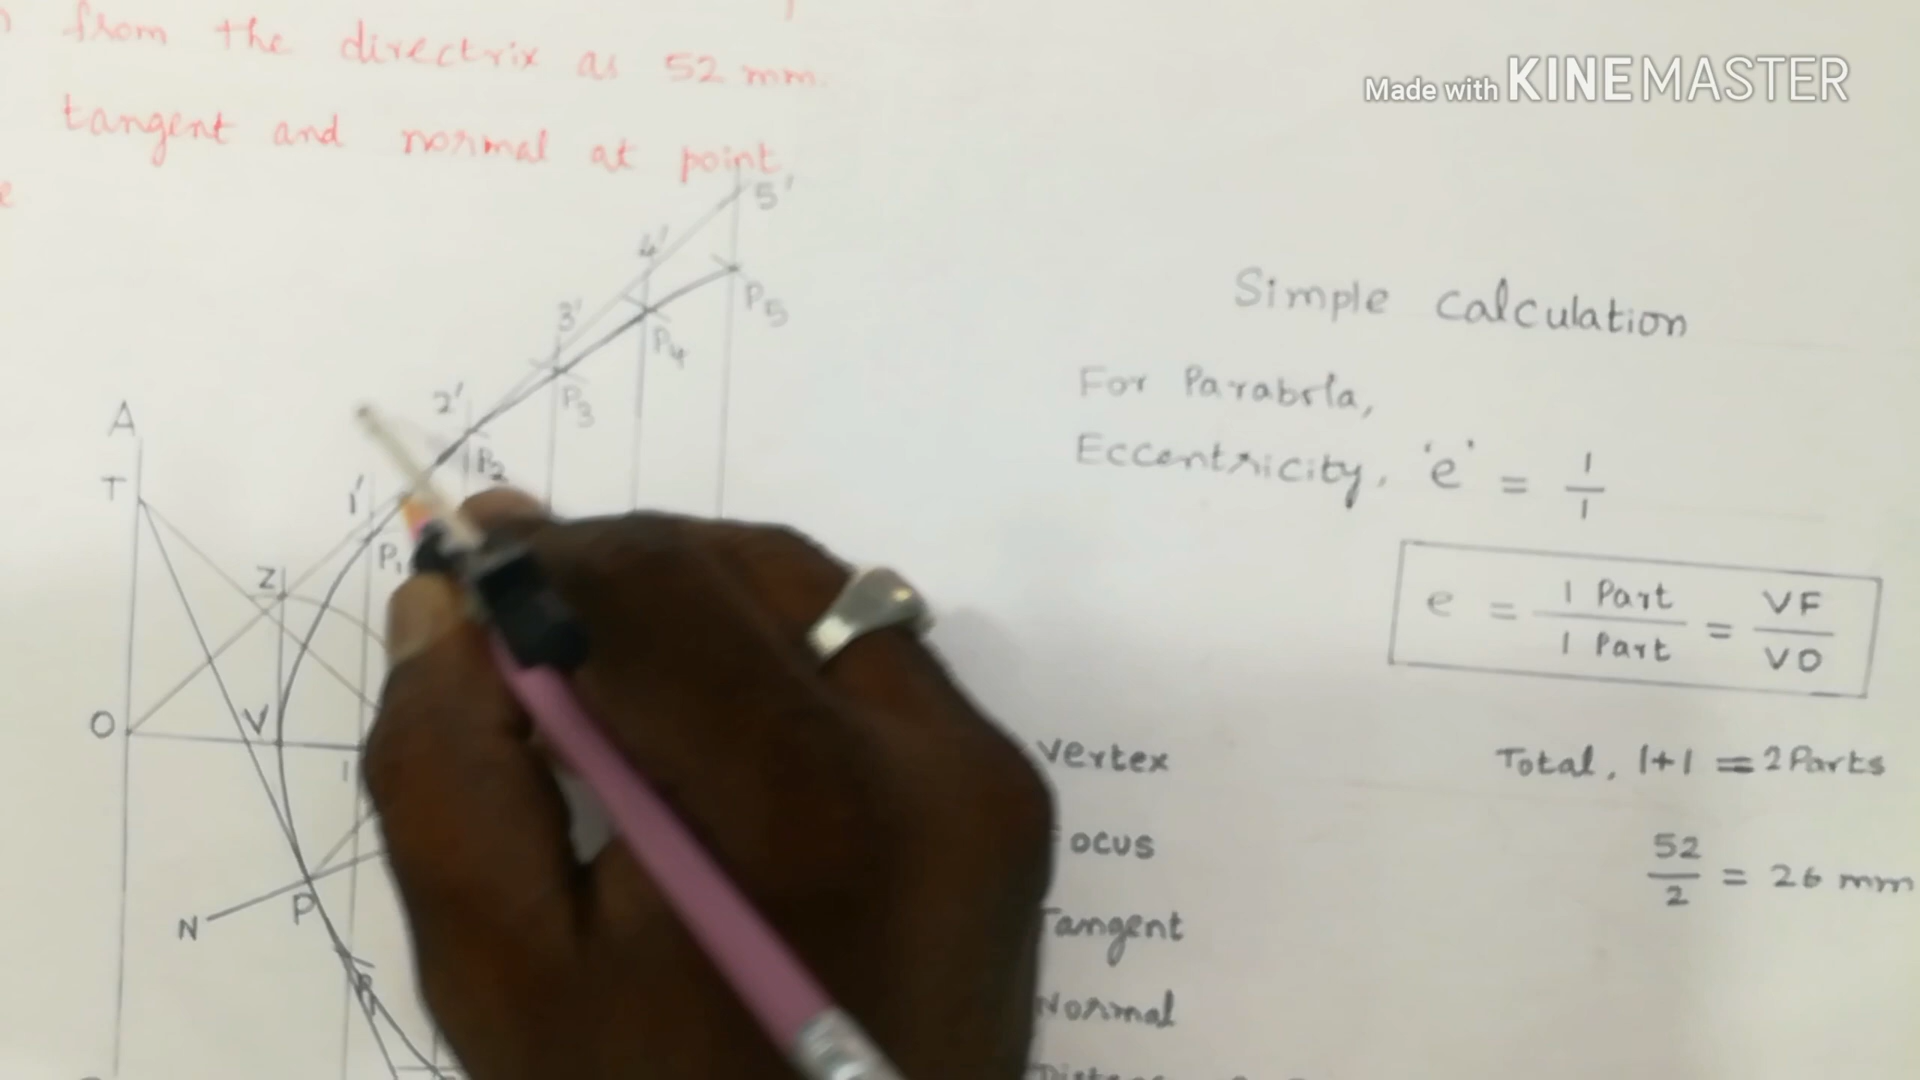 from the directrix as 52 mm.
tangent and normal at point
Made with KINEMASTER
5'
4'
P5
3'
P4
2'
P3
A
P2
T
1'
P1
Z
O
V
1
P
N
Simple Calculation
For Parabola,
Eccentricity, 'e' = 1/1
e = 1 Part / 1 Part = VF / VO
Vertex
Total, 1+1 = 2 Parts
ocus
52/2 = 26 mm
Tangent
Normal